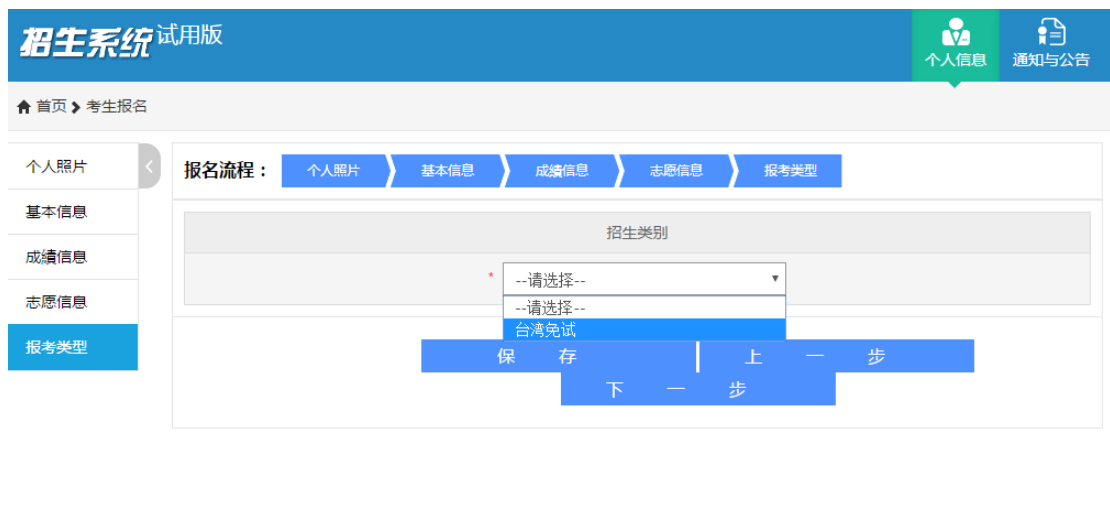 招生系统 试用版
个人信息
通知与公告
首页 考生报名
个人照片
基本信息
成績信息
志愿信息
报考类型
报名流程：
个人照片
基本信息
成績信息
志愿信息
报考类型
招生类别
* --请选择--
--请选择--
台湾免试
保 存
上 一 步
下 一 步